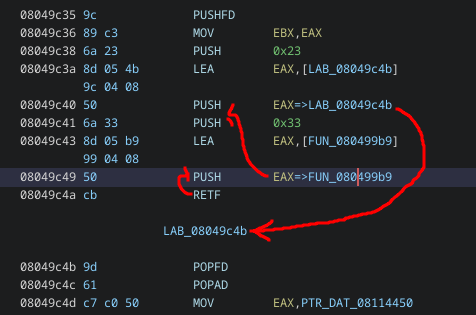 08049c35 9c PUSHFD
08049c36 89 c3 MOV EBX,EAX
08049c38 6a 23 PUSH 0x23
08049c3a 8d 05 4b LEA EAX,[LAB_08049c4b]
9c 04 08
08049c40 50 PUSH EAX=>LAB_08049c4b
08049c41 6a 33 PUSH 0x33
08049c43 8d 05 b9 LEA EAX,[FUN_080499b9]
99 04 08
08049c49 50 PUSH EAX=>FUN_080499b9
08049c4a cb RETF
LAB_08049c4b
08049c4b 9d POPFD
08049c4c 61 POPAD
08049c4d c7 c0 50 MOV EAX,PTR_DAT_08114450